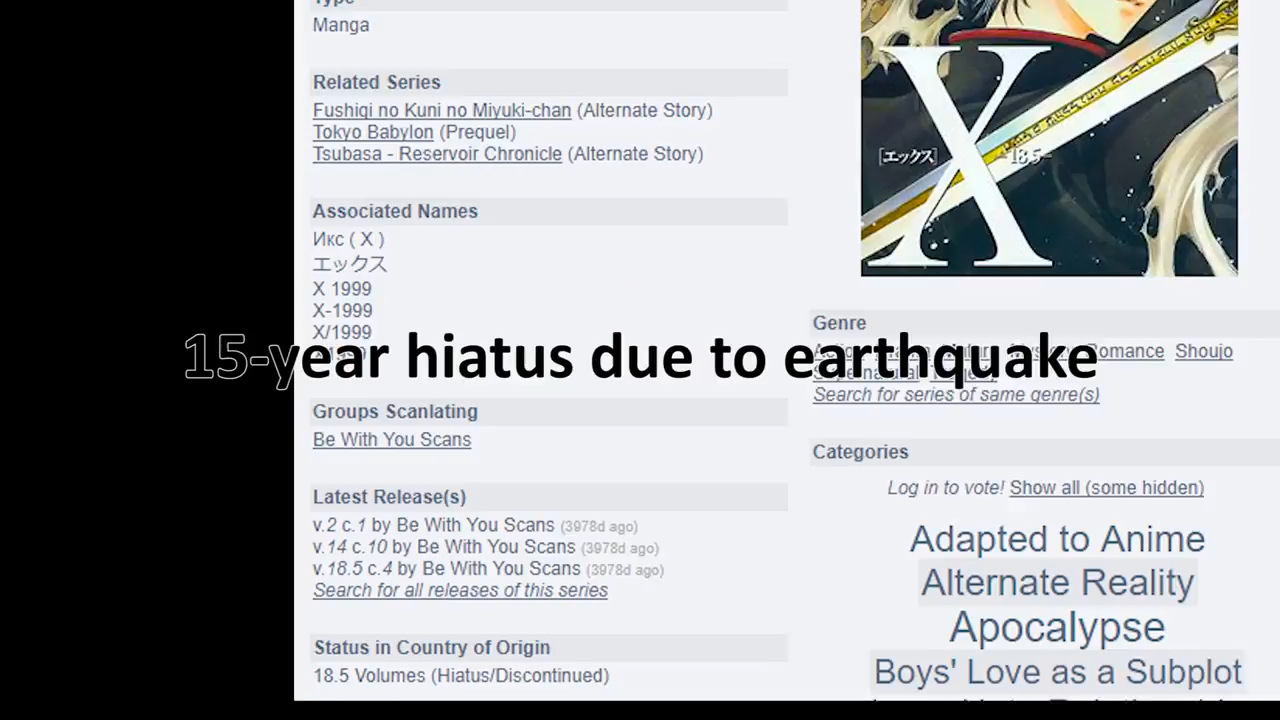 Type
Manga
Related Series
Fushigi no Kuni no Miyuki-chan (Alternate Story)
Tokyo Babylon (Prequel)
Tsubasa - Reservoir Chronicle (Alternate Story)
Associated Names
Икс ( X )
エックス
X 1999
X-1999
X/1999
15-year hiatus due to earthquake
Groups Scanlating
Be With You Scans
Latest Release(s)
v.2 c.1 by Be With You Scans (3978d ago)
v.14 c.10 by Be With You Scans (3978d ago)
v.18.5 c.4 by Be With You Scans (3978d ago)
Search for all releases of this series
Status in Country of Origin
18.5 Volumes (Hiatus/Discontinued)
X
[エックス]
-18.5-
Genre
Romance Shoujo
Search for series of same genre(s)
Categories
Log in to vote! Show all (some hidden)
Adapted to Anime
Alternate Reality
Apocalypse
Boys' Love as a Subplot